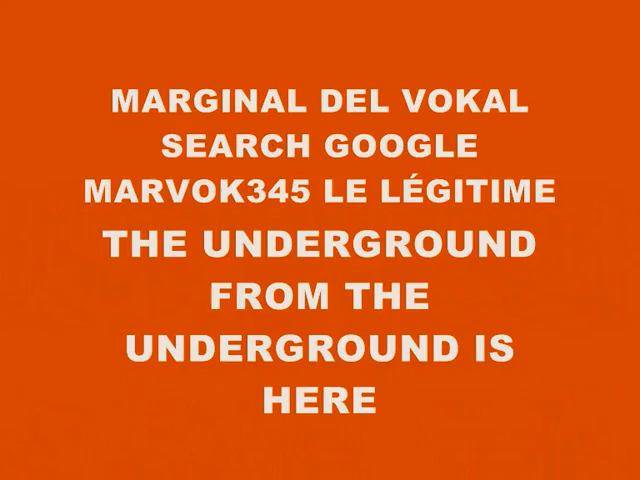 MARGINAL DEL VOKAL
SEARCH GOOGLE
MARVOK345 LE LÉGITIME
THE UNDERGROUND
FROM THE
UNDERGROUND IS
HERE